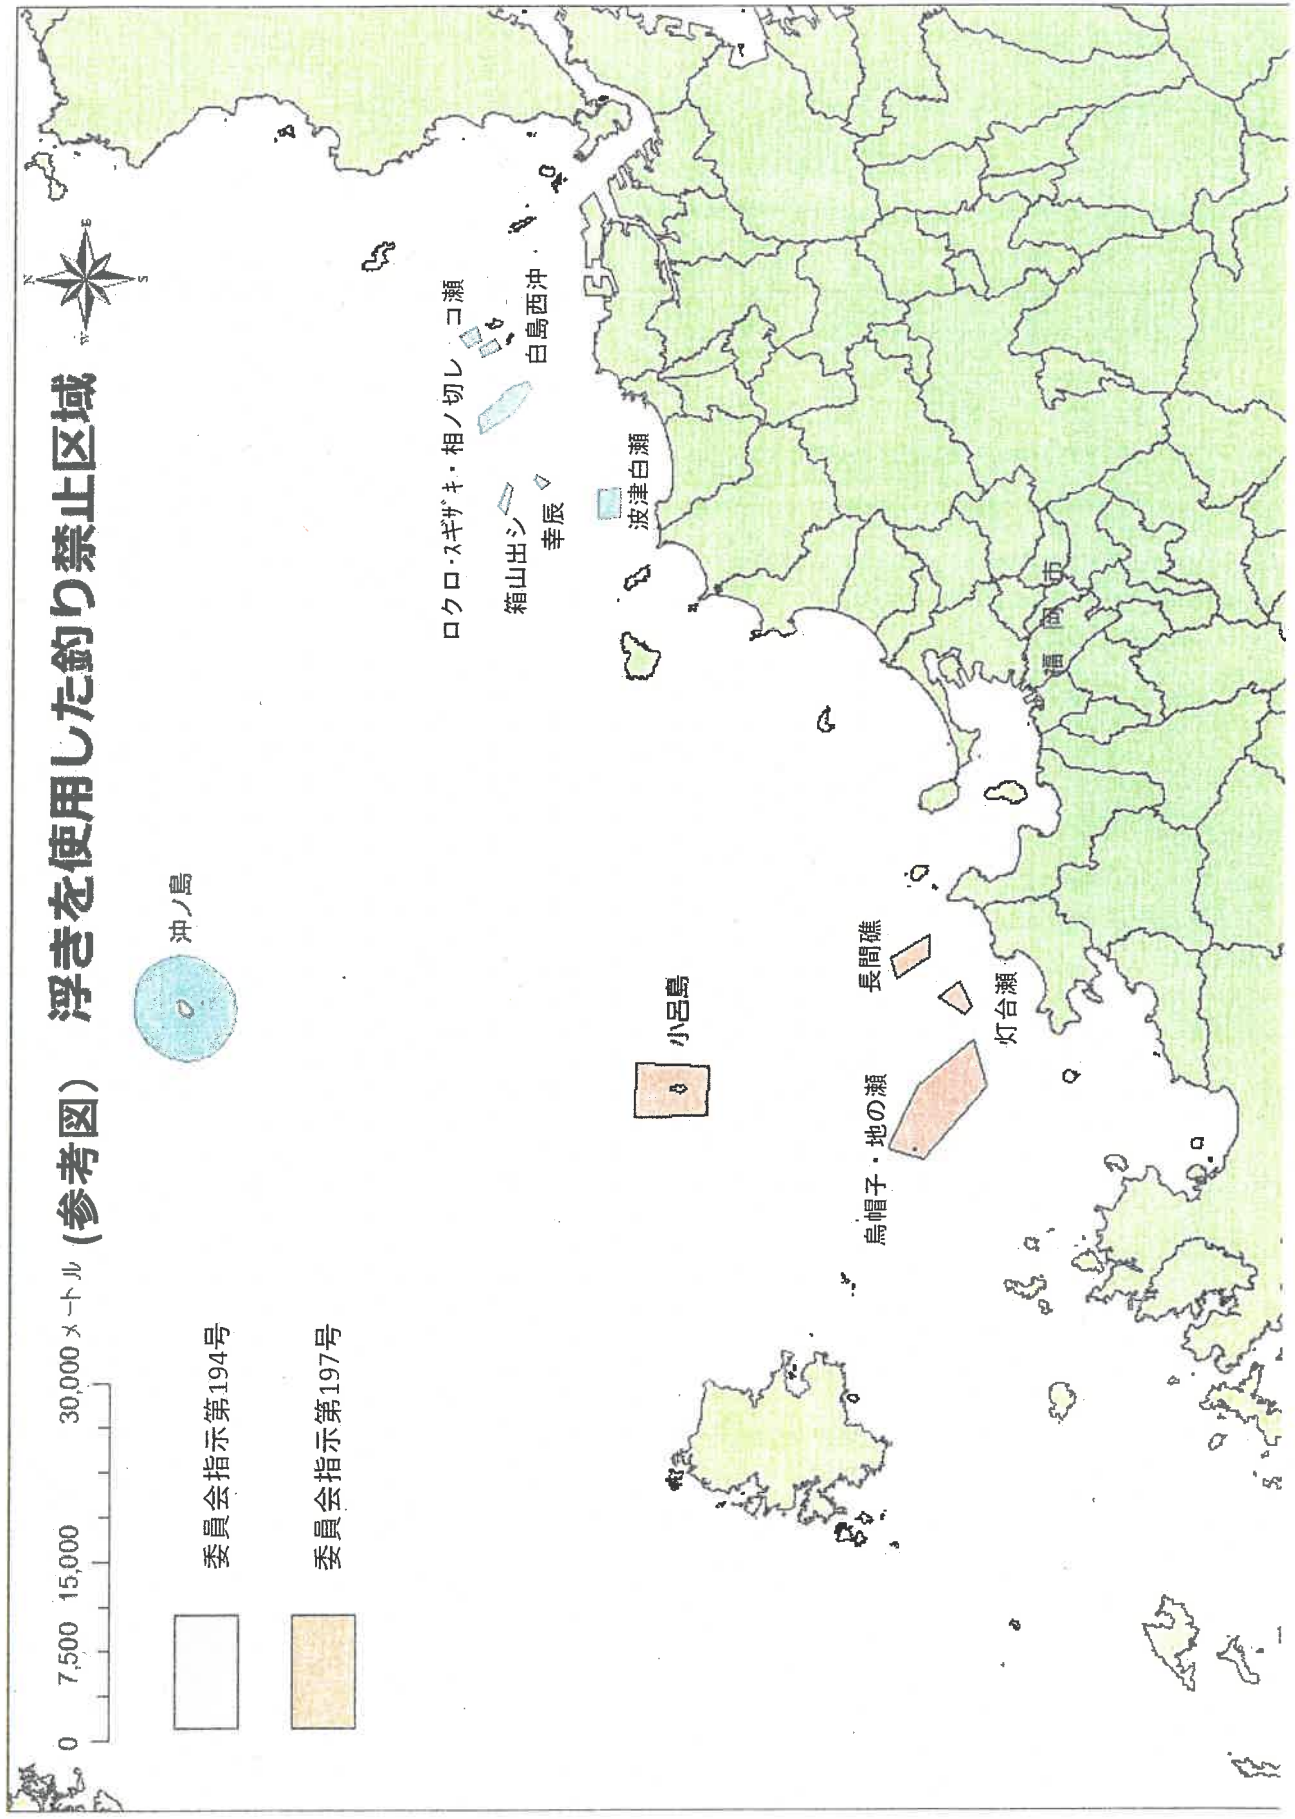 (参考図) 浮きを使用した釣り禁止区域
0 7,500 15,000 30,000 メートル
N
W
E
S
委員会指示第194号
委員会指示第197号
沖ノ島
ロクロ・スギザキ・相ノ切レ
コ瀬
白島西沖
箱山出シ
幸辰
波津白瀬
小呂島
長間礁
灯台瀬
烏帽子・地の瀬
福岡市